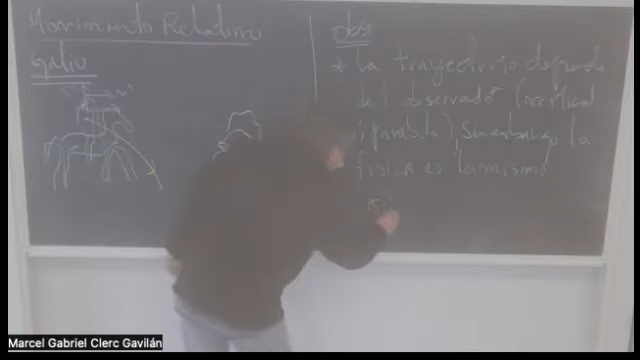 Movimiento Relativo
galileo
obs:
* La trayectoria depende
del observador (vertical
o parabola), Sin embargo la
fisica es la misma
Marcel Gabriel Clerc Gavilán